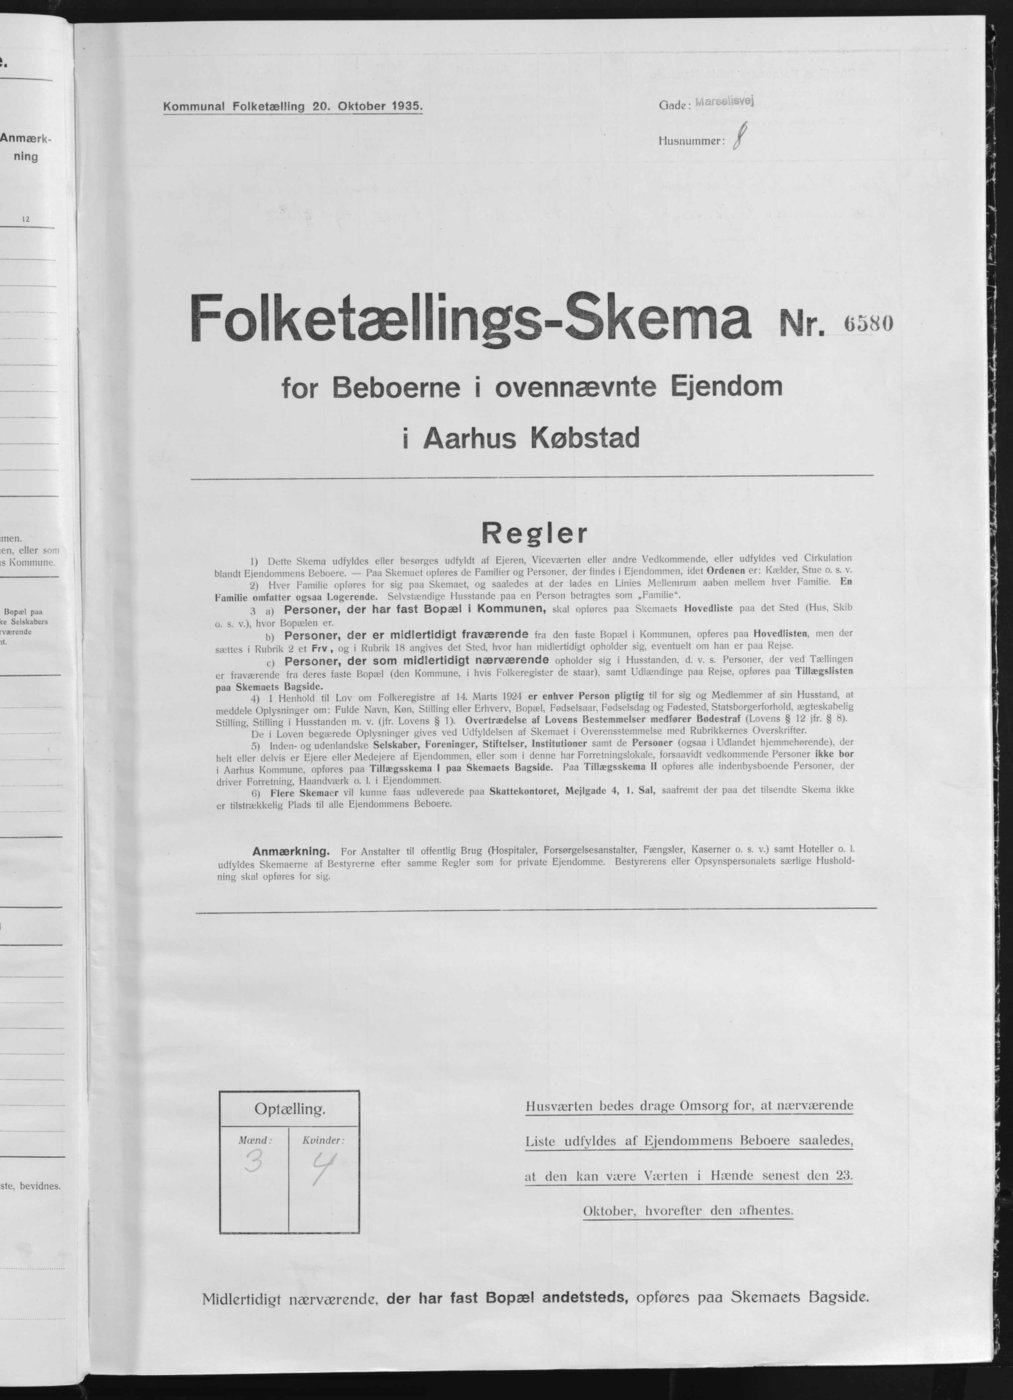 e.
Anmærk-
ning
12
men.
en, eller som
s Kommune.
Bopæl paa
ke Selskabers
rværende
nt.
ste, bevidnes.
Kommunal Folketælling 20. Oktober 1935.
Gade: Marselisvej
Husnummer: 8
Folketællings-Skema Nr. 6580
for Beboerne i ovennævnte Ejendom
i Aarhus Købstad
Regler
1) Dette Skema udfyldes eller besørges udfyldt af Ejeren, Viceværten eller andre Vedkommende, eller udfyldes ved Cirkulation
blandt Ejendommens Beboere. — Paa Skemaet opføres de Familier og Personer, der findes i Ejendommen, idet Ordenen er: Kælder, Stue o. s. v.
2) Hver Familie opføres for sig paa Skemaet, og saaledes at der lades en Linies Mellemrum aaben mellem hver Familie. En
Familie omfatter ogsaa Logerende. Selvstændige Husstande paa en Person betragtes som „Familie“.
3 a) Personer, der har fast Bopæl i Kommunen, skal opføres paa Skemaets Hovedliste paa det Sted (Hus, Skib
o. s. v.), hvor Bopælen er.
b) Personer, der er midlertidigt fraværende fra den faste Bopæl i Kommunen, opføres paa Hovedlisten, men der
sættes i Rubrik 2 et Frv., og i Rubrik 18 angives det Sted, hvor han midlertidigt opholder sig, eventuelt om han er paa Rejse.
c) Personer, der som midlertidigt nærværende opholder sig i Husstanden, d. v. s. Personer, der ved Tællingen
er fraværende fra deres faste Bopæl (den Kommune, i hvis Folkeregister de staar), samt Udlændinge paa Rejse, opføres paa Tillægslisten
paa Skemaets Bagside.
4) I Henhold til Lov om Folkeregistre af 14. Marts 1924 er enhver Person pligtig til for sig og Medlemmer af sin Husstand, at
meddele Oplysninger om: Fulde Navn, Køn, Stilling eller Erhverv, Bopæl, Fødselsaar, Fødselsdag og Fødested, Statsborgerforhold, ægteskabelig
Stilling, Stilling i Husstanden m. v. (jfr. Lovens § 1). Overtrædelse af Lovens Bestemmelser medfører Bødestraf (Lovens § 12 jfr. § 8).
De i Loven begærede Oplysninger gives ved Udfyldelsen af Skemaet i Overensstemmelse med Rubrikkernes Overskrifter.
5) Inden- og udenlandske Selskaber, Foreninger, Stiftelser, Institutioner samt de Personer (ogsaa i Udlandet hjemmehørende), der
helt eller delvis er Ejere eller Medejere af Ejendommen, eller som i denne har Forretningslokale, forsaavidt vedkommende Personer ikke bor
i Aarhus Kommune, opføres paa Tillægsskema I paa Skemaets Bagside. Paa Tillægsskema II opføres alle indenbysboende Personer, der
driver Forretning, Haandværk o. l. i Ejendommen.
6) Flere Skemaer vil kunne faas udleverede paa Skattekontoret, Mejlgade 4, 1. Sal, saafremt der paa det tilsendte Skema ikke
er tilstrækkelig Plads til alle Ejendommens Beboere.
Anmærkning. For Anstalter til offentlig Brug (Hospitaler, Forsørgelsesanstalter, Fængsler, Kaserner o. s. v.) samt Hoteller o. l.
udfyldes Skemaerne af Bestyrerne efter samme Regler som for private Ejendomme. Bestyrerens eller Opsynspersonalets særlige Hushold-
ning skal opføres for sig.
Optælling.
Mænd: Kvinder:
3 4
Husværten bedes drage Omsorg for, at nærværende
Liste udfyldes af Ejendommens Beboere saaledes,
at den kan være Værten i Hænde senest den 23.
Oktober, hvorefter den afhentes.
Midlertidigt nærværende, der har fast Bopæl andetsteds, opføres paa Skemaets Bagside.